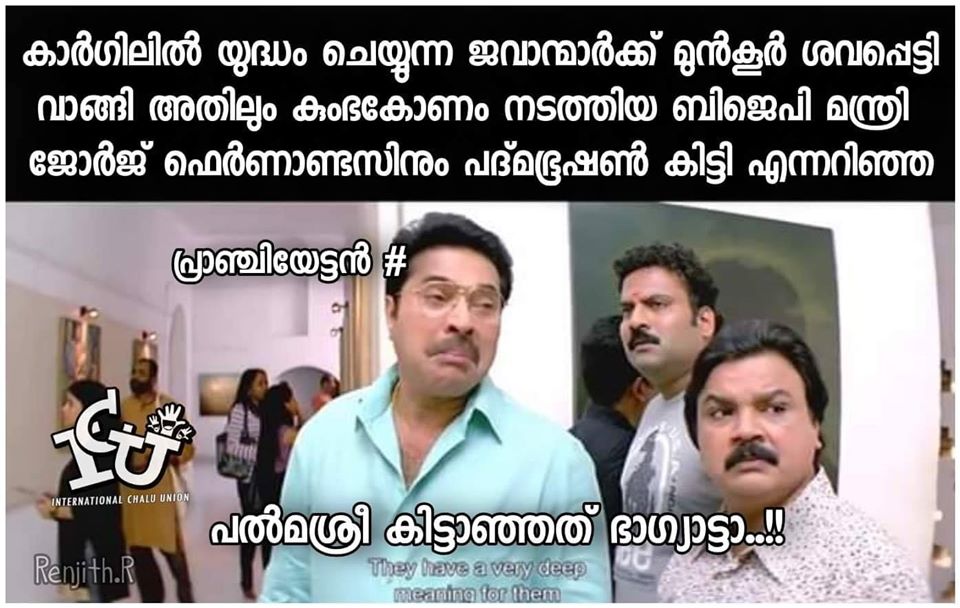 കാർഗിലിൽ യുദ്ധം ചെയ്യുന്ന ജവാന്മാർക്ക് മുൻകൂർ ശവപ്പെട്ടി
വാങ്ങി അതിലും കുംഭകോണം നടത്തിയ ബിജെപി മന്ത്രി
ജോർജ് ഫെർണാണ്ടസിനും പദ്മഭൂഷൺ കിട്ടി എന്നറിഞ്ഞ
പ്രാഞ്ചിയേട്ടൻ #
ICU
INTERNATIONAL CHALU UNION
പൽമശ്രീ കിട്ടാഞ്ഞത് ഭാഗ്യാട്ടാ..!!
Renjith.R
They have a very deep
meaning for them